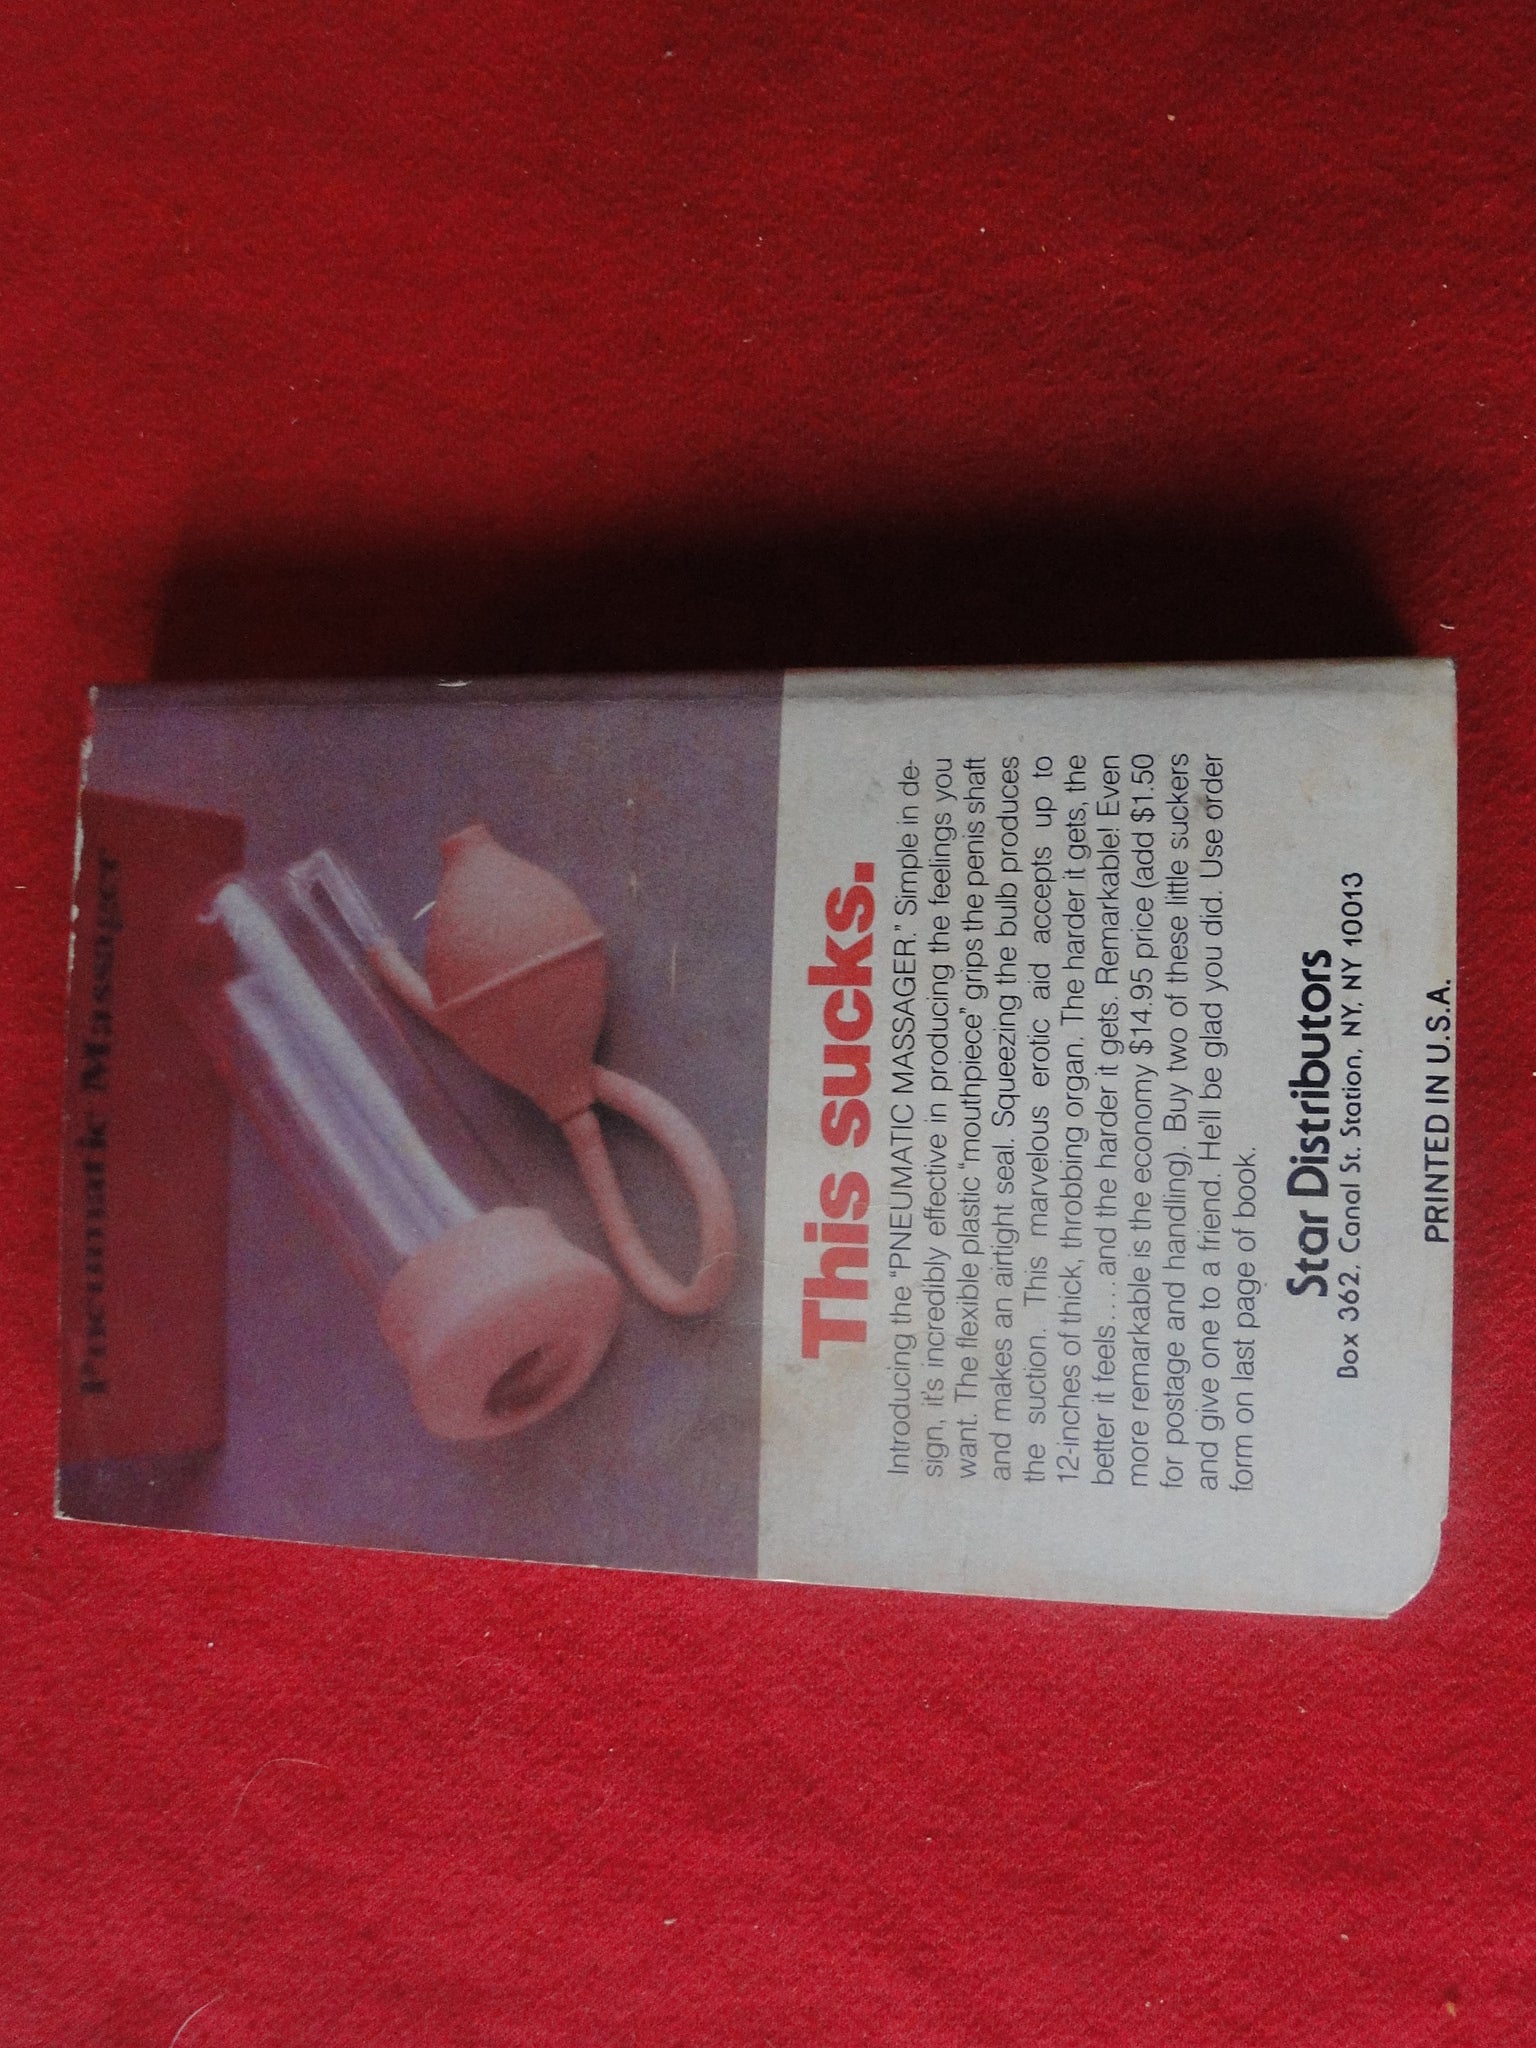 Pneumatic Massager
This sucks.
Introducing the "PNEUMATIC MASSAGER." Simple in de-
sign, it's incredibly effective in producing the feelings you
want. The flexible plastic "mouthpiece" grips the penis shaft
and makes an airtight seal. Squeezing the bulb produces
the suction. This marvelous erotic aid accepts up to
12-inches of thick, throbbing organ. The harder it gets, the
better it feels.... and the harder it gets. Remarkable! Even
more remarkable is the economy $14.95 price (add $1.50
for postage and handling). Buy two of these little suckers
and give one to a friend. He'll be glad you did. Use order
form on last page of book.
Star Distributors
Box 362, Canal St. Station, NY, NY 10013
PRINTED IN U.S.A.